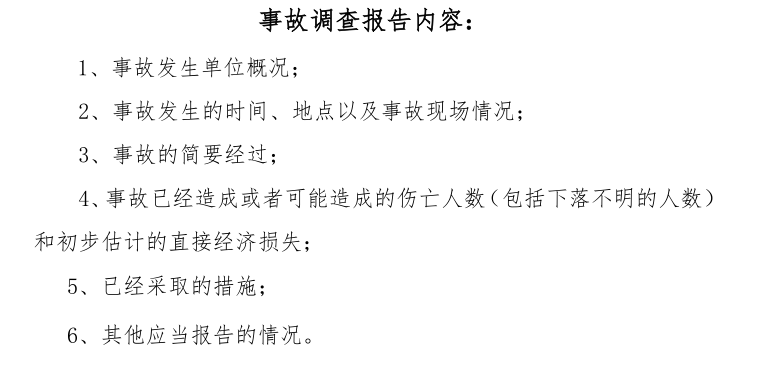 事故调查报告内容：
1、事故发生单位概况；
2、事故发生的时间、地点以及事故现场情况；
3、事故的简要经过；
4、事故已经造成或者可能造成的伤亡人数（包括下落不明的人数）
和初步估计的直接经济损失；
5、已经采取的措施；
6、其他应当报告的情况。